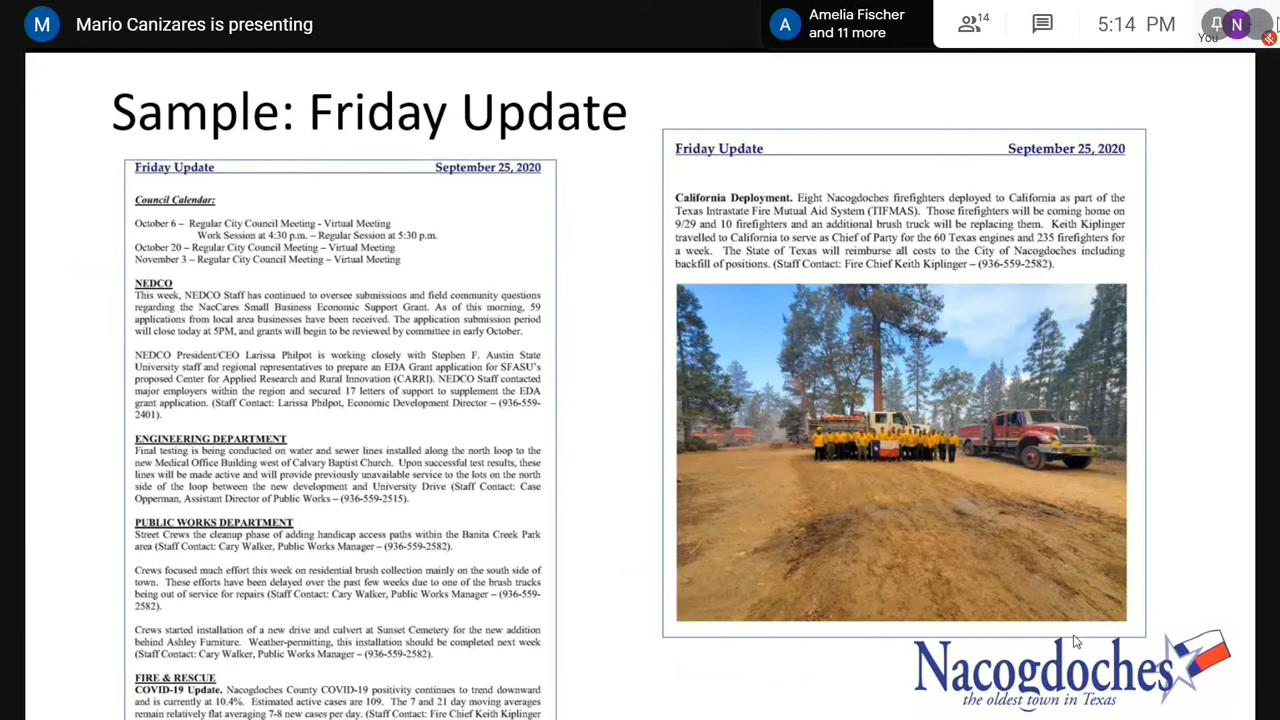 M Mario Canizares is presenting
A Amelia Fischer
and 11 more
14
5:14 PM
N
You
Sample: Friday Update
Friday Update September 25, 2020
Council Calendar:
October 6 – Regular City Council Meeting - Virtual Meeting
Work Session at 4:30 p.m. – Regular Session at 5:30 p.m.
October 20 – Regular City Council Meeting – Virtual Meeting
November 3 – Regular City Council Meeting – Virtual Meeting
NEDCO
This week, NEDCO Staff has continued to oversee submissions and field community questions
regarding the NacCares Small Business Economic Support Grant. As of this morning, 59
applications from local area businesses have been received. The application submission period
will close today at 5PM, and grants will begin to be reviewed by committee in early October.
NEDCO President/CEO Larissa Philpot is working closely with Stephen F. Austin State
University staff and regional representatives to prepare an EDA Grant application for SFASU's
proposed Center for Applied Research and Rural Innovation (CARRI). NEDCO Staff contacted
major employers within the region and secured 17 letters of support to supplement the EDA
grant application. (Staff Contact: Larissa Philpot, Economic Development Director – (936-559-
2401).
ENGINEERING DEPARTMENT
Final testing is being conducted on water and sewer lines installed along the north loop to the
new Medical Office Building west of Calvary Baptist Church. Upon successful test results, these
lines will be made active and will provide previously unavailable service to the lots on the north
side of the loop between the new development and University Drive (Staff Contact: Case
Opperman, Assistant Director of Public Works – (936-559-2515).
PUBLIC WORKS DEPARTMENT
Street Crews the cleanup phase of adding handicap access paths within the Banita Creek Park
area (Staff Contact: Cary Walker, Public Works Manager – (936-559-2582).
Crews focused much effort this week on residential brush collection mainly on the south side of
town. These efforts have been delayed over the past few weeks due to one of the brush trucks
being out of service for repairs (Staff Contact: Cary Walker, Public Works Manager – (936-559-
2582).
Crews started installation of a new drive and culvert at Sunset Cemetery for the new addition
behind Ashley Furniture. Weather-permitting, this installation should be completed next week
(Staff Contact: Cary Walker, Public Works Manager – (936-559-2582).
FIRE & RESCUE
COVID-19 Update. Nacogdoches County COVID-19 positivity continues to trend downward
and is currently at 10.4%. Estimated active cases are 109. The 7 and 21 day moving averages
remain relatively flat averaging 7-8 new cases per day. (Staff Contact: Fire Chief Keith Kiplinger
Friday Update September 25, 2020
California Deployment. Eight Nacogdoches firefighters deployed to California as part of the
Texas Intrastate Fire Mutual Aid System (TIFMAS). Those firefighters will be coming home on
9/29 and 10 firefighters and an additional brush truck will be replacing them. Keith Kiplinger
travelled to California to serve as Chief of Party for the 60 Texas engines and 235 firefighters for
a week. The State of Texas will reimburse all costs to the City of Nacogdoches including
backfill of positions. (Staff Contact: Fire Chief Keith Kiplinger – (936-559-2582).
Nacogdoches
the oldest town in Texas